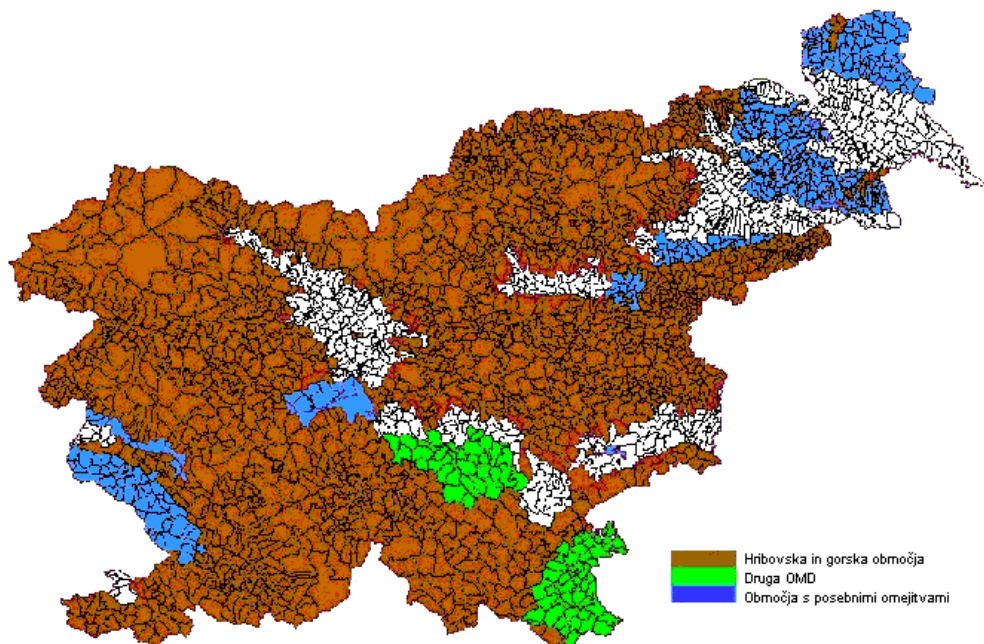 Hribovska in gorska območja
Druga OMD
Območja s posebnimi omejitvami